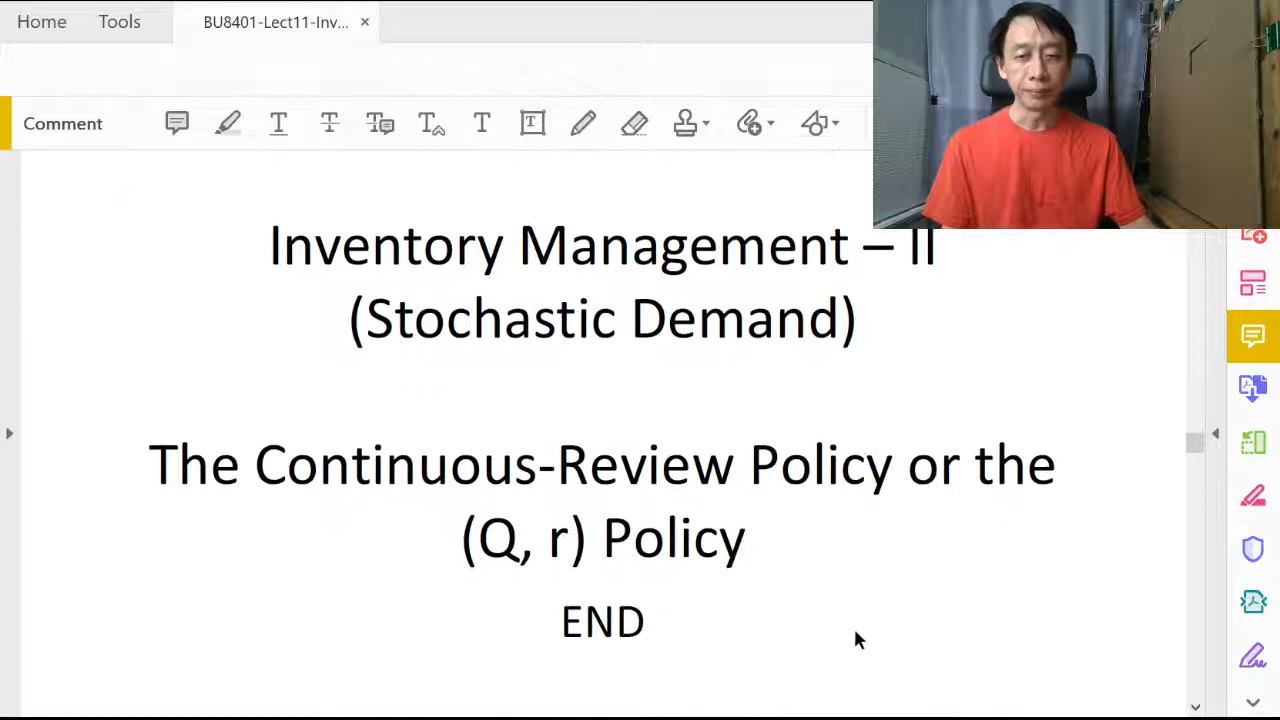 Home Tools BU8401-Lect11-Inv... ×
Comment
Inventory Management – II
(Stochastic Demand)
The Continuous-Review Policy or the
(Q, r) Policy
END